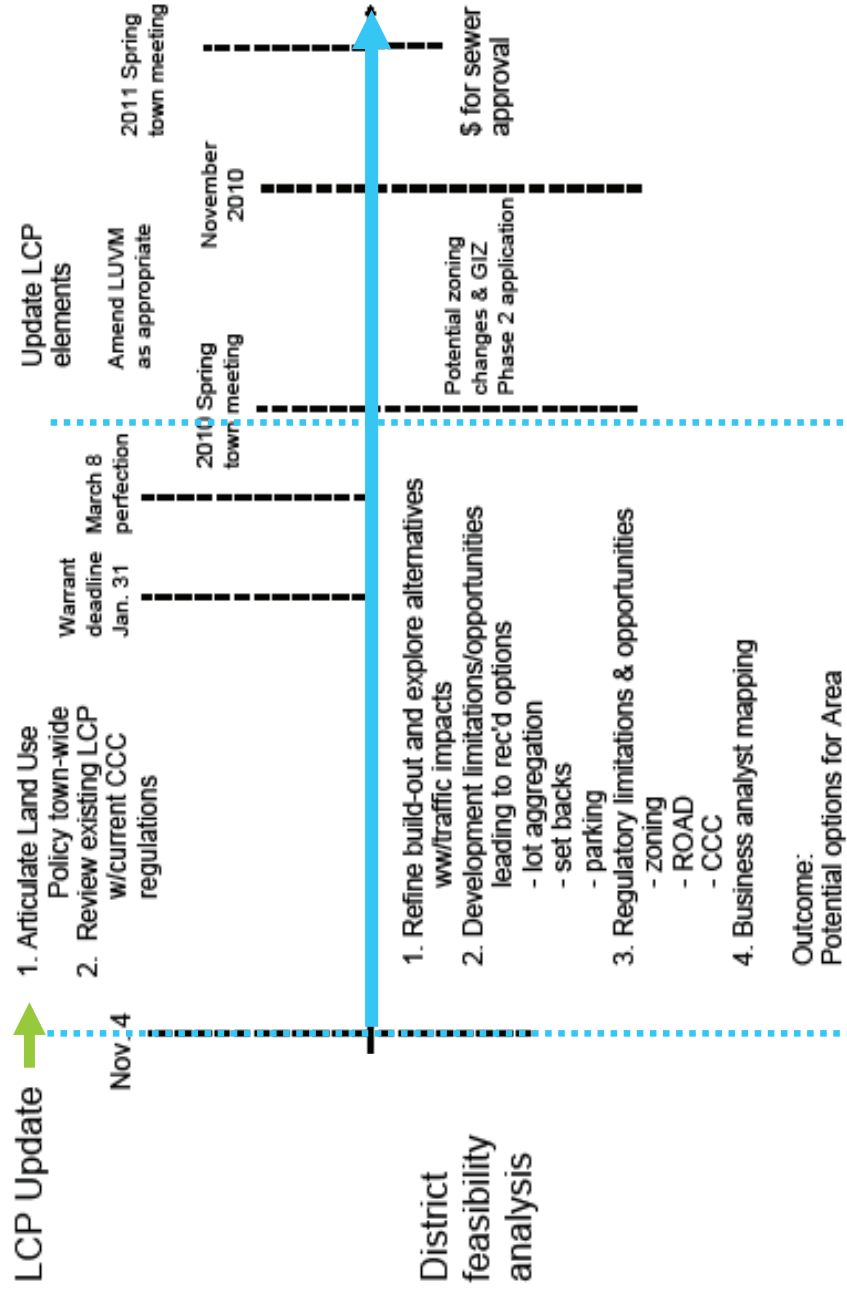 LCP Update
1. Articulate Land Use
Policy town-wide
2. Review existing LCP
w/current CCC
regulations
Update LCP
elements
Amend LUVM
as appropriate
Nov. 4
Warrant
deadline
Jan. 31
March 8
perfection
2010 Spring
town meeting
November
2010
2011 Spring
town meeting
District
feasibility
analysis
1. Refine build-out and explore alternatives
ww/traffic impacts
2. Development limitations/opportunities
leading to rec'd options
- lot aggregation
- set backs
- parking
3. Regulatory limitations & opportunities
- zoning
- ROAD
- CCC
4. Business analyst mapping
Outcome:
Potential options for Area
Potential zoning
changes & GIZ
Phase 2 application
$ for sewer
approval